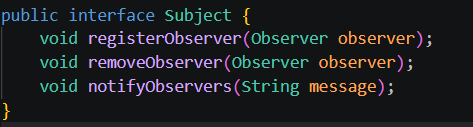 public interface Subject {
    void registerObserver(Observer observer);
    void removeObserver(Observer observer);
    void notifyObservers(String message);
}